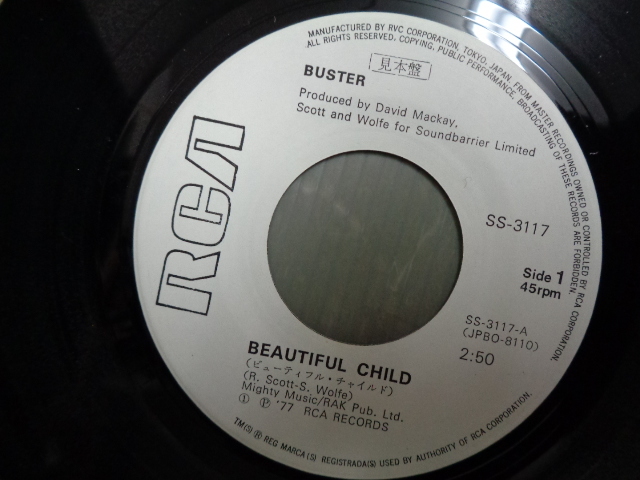 MANUFACTURED BY RVC CORPORATION, TOKYO, JAPAN, FROM MASTER RECORDINGS OWNED OR CONTROLLED BY RCA CORPORATION.
ALL RIGHTS RESERVED. COPYING, PUBLIC PERFORMANCE, BROADCASTING OF THESE RECORDS ARE FORBIDDEN.
見本盤
BUSTER
Produced by David Mackay,
Scott and Wolfe for Soundbarrier Limited
RCA
SS-3117
Side 1
45rpm
SS-3117-A
(JPBO-8110)
2:50
BEAUTIFUL CHILD
(ビューティフル・チャイルド)
(R. Scott-S. Wolfe)
Mighty Music/RAK Pub. Ltd.
① Ⓟ '77 RCA RECORDS
TM(S) ® REG MARCA(S) REGISTRADA(S) USED BY AUTHORITY OF RCA CORPORATION.